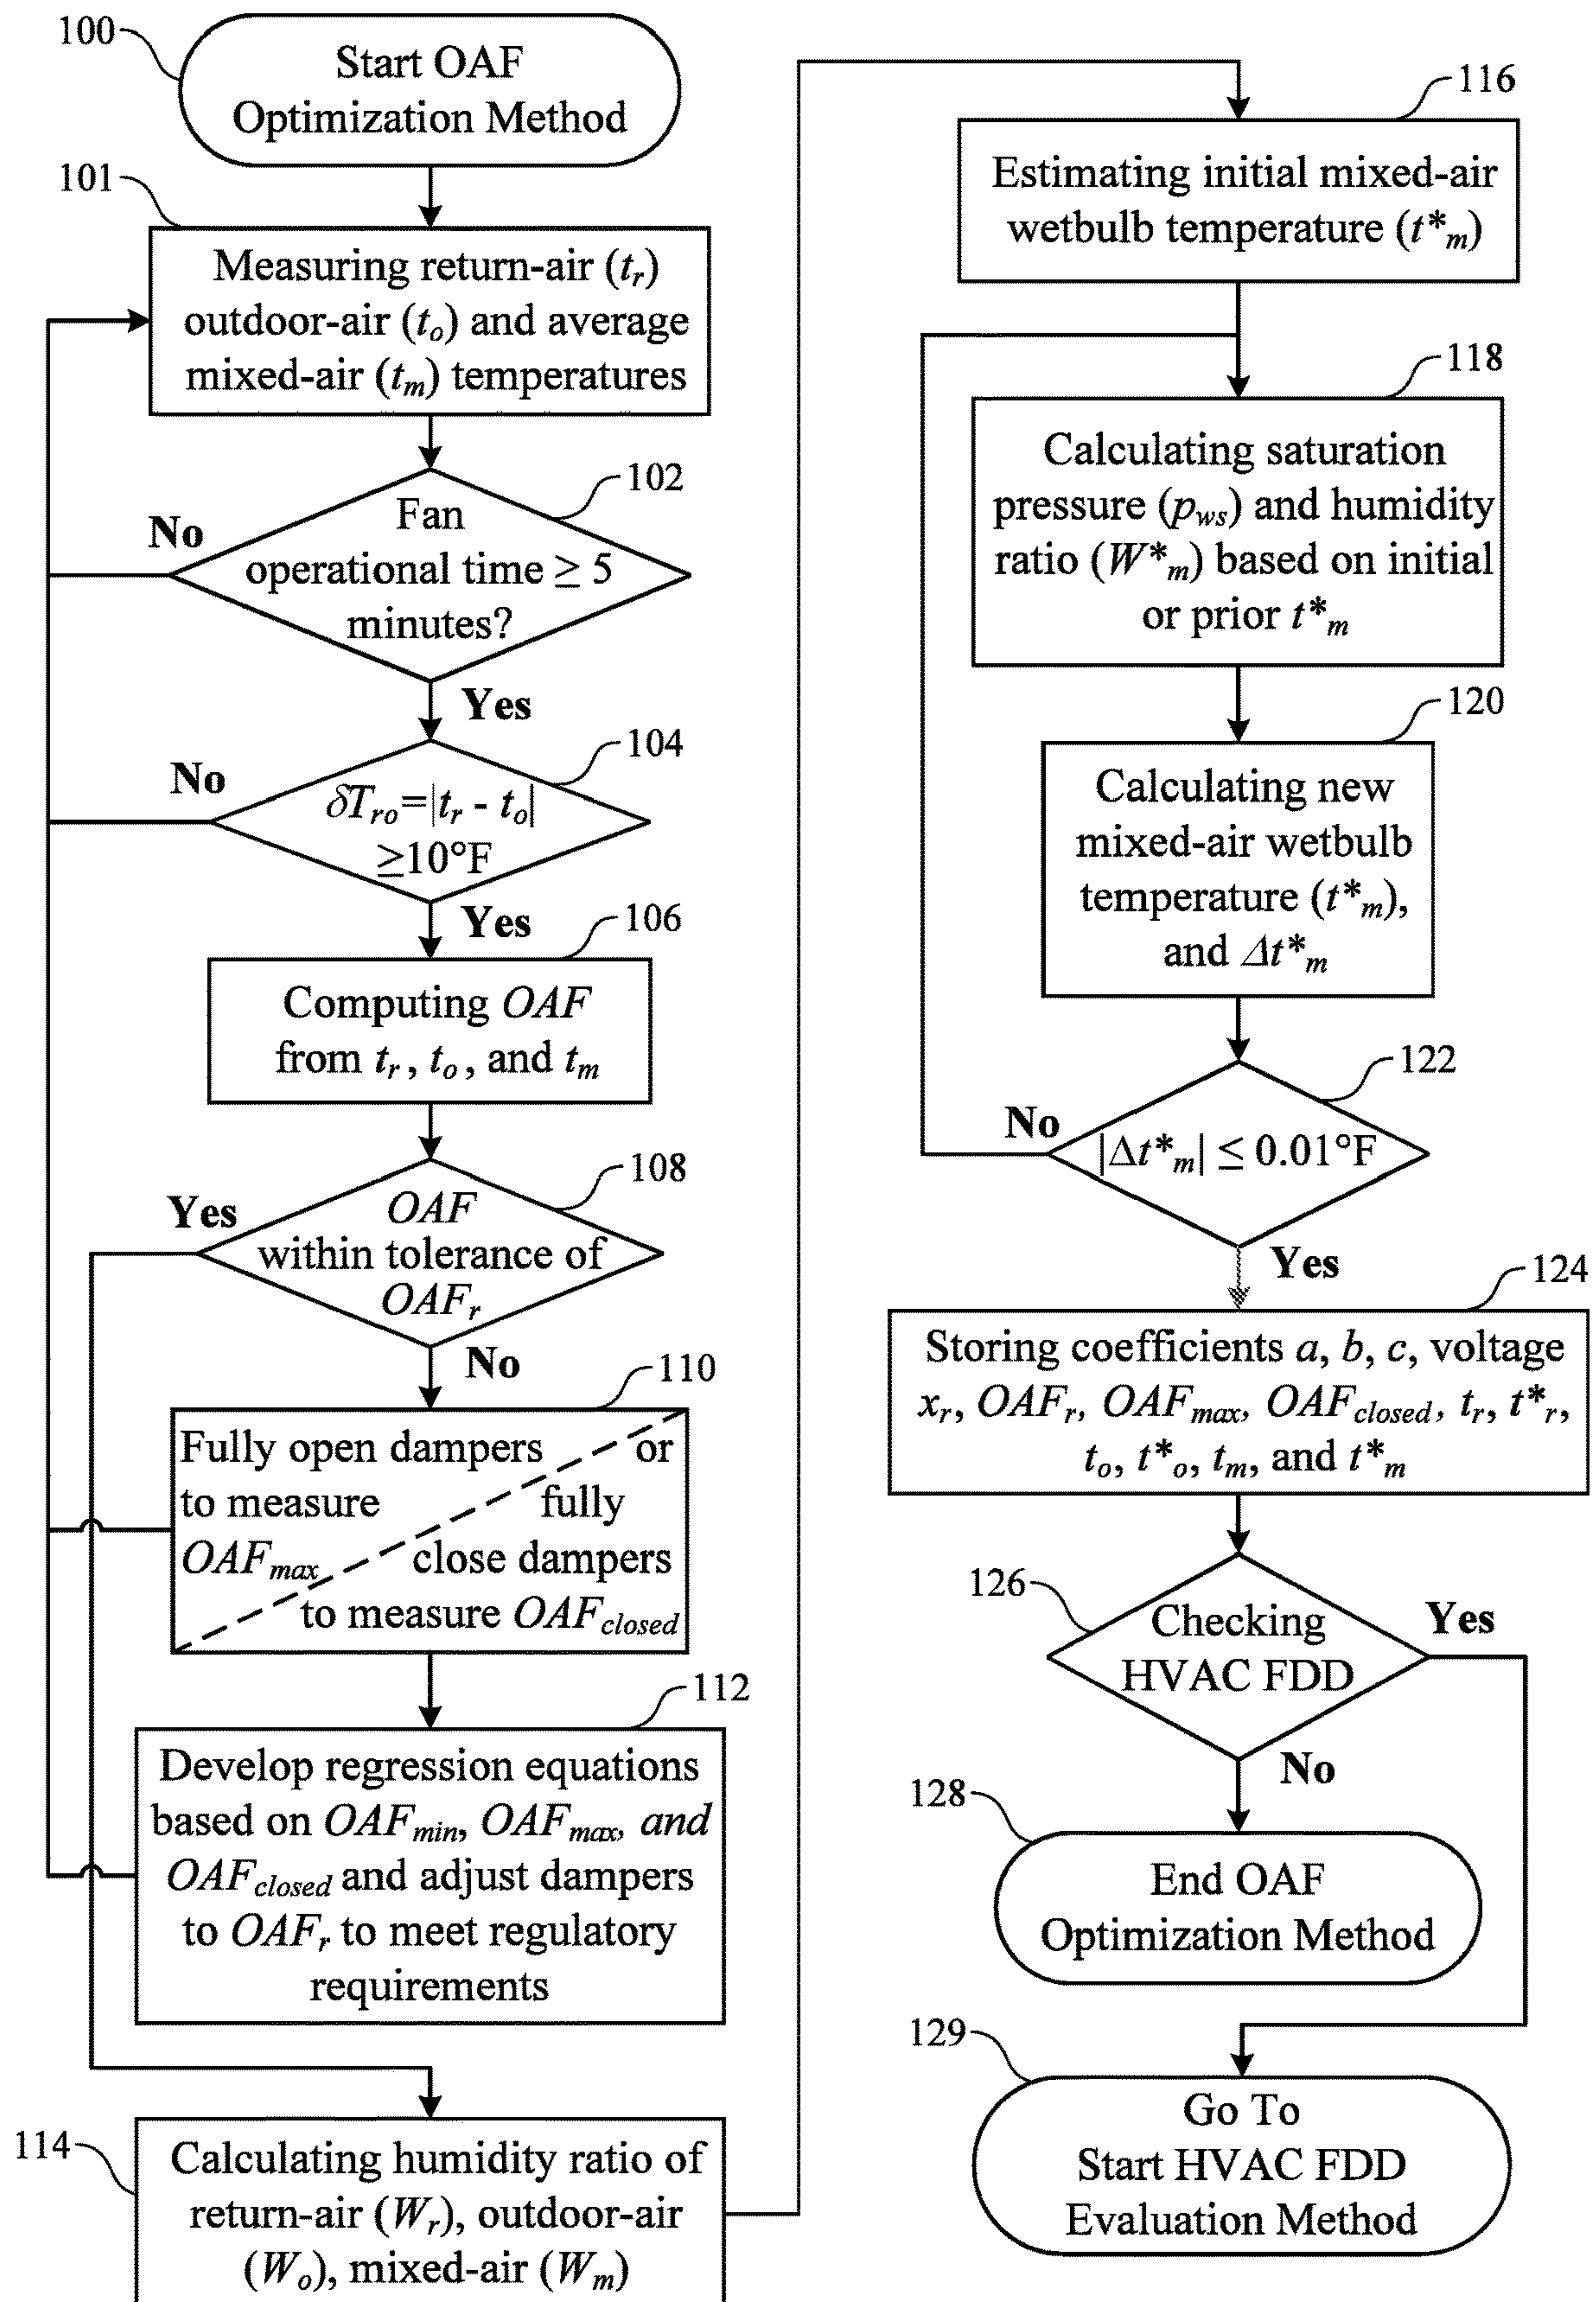 100
Start OAF
Optimization Method
101
Measuring return-air (tr)
outdoor-air (to) and average
mixed-air (tm) temperatures
102
Fan
operational time ≥ 5
minutes?
No
Yes
104
δTro=|tr - to|
≥10°F
No
Yes
106
Computing OAF
from tr, to, and tm
108
OAF
within tolerance of
OAFr
Yes
No
110
Fully open dampers or
to measure fully
OAFmax close dampers
to measure OAFclosed
112
Develop regression equations
based on OAFmin, OAFmax, and
OAFclosed and adjust dampers
to OAFr to meet regulatory
requirements
114
Calculating humidity ratio of
return-air (Wr), outdoor-air
(Wo), mixed-air (Wm)
116
Estimating initial mixed-air
wetbulb temperature (t*m)
118
Calculating saturation
pressure (pws) and humidity
ratio (W*m) based on initial
or prior t*m
120
Calculating new
mixed-air wetbulb
temperature (t*m),
and Δt*m
122
|Δt*m| ≤ 0.01°F
No
Yes
124
Storing coefficients a, b, c, voltage
xr, OAFr, OAFmax, OAFclosed, tr, t*r,
to, t*o, tm, and t*m
126
Checking
HVAC FDD
Yes
No
128
End OAF
Optimization Method
129
Go To
Start HVAC FDD
Evaluation Method